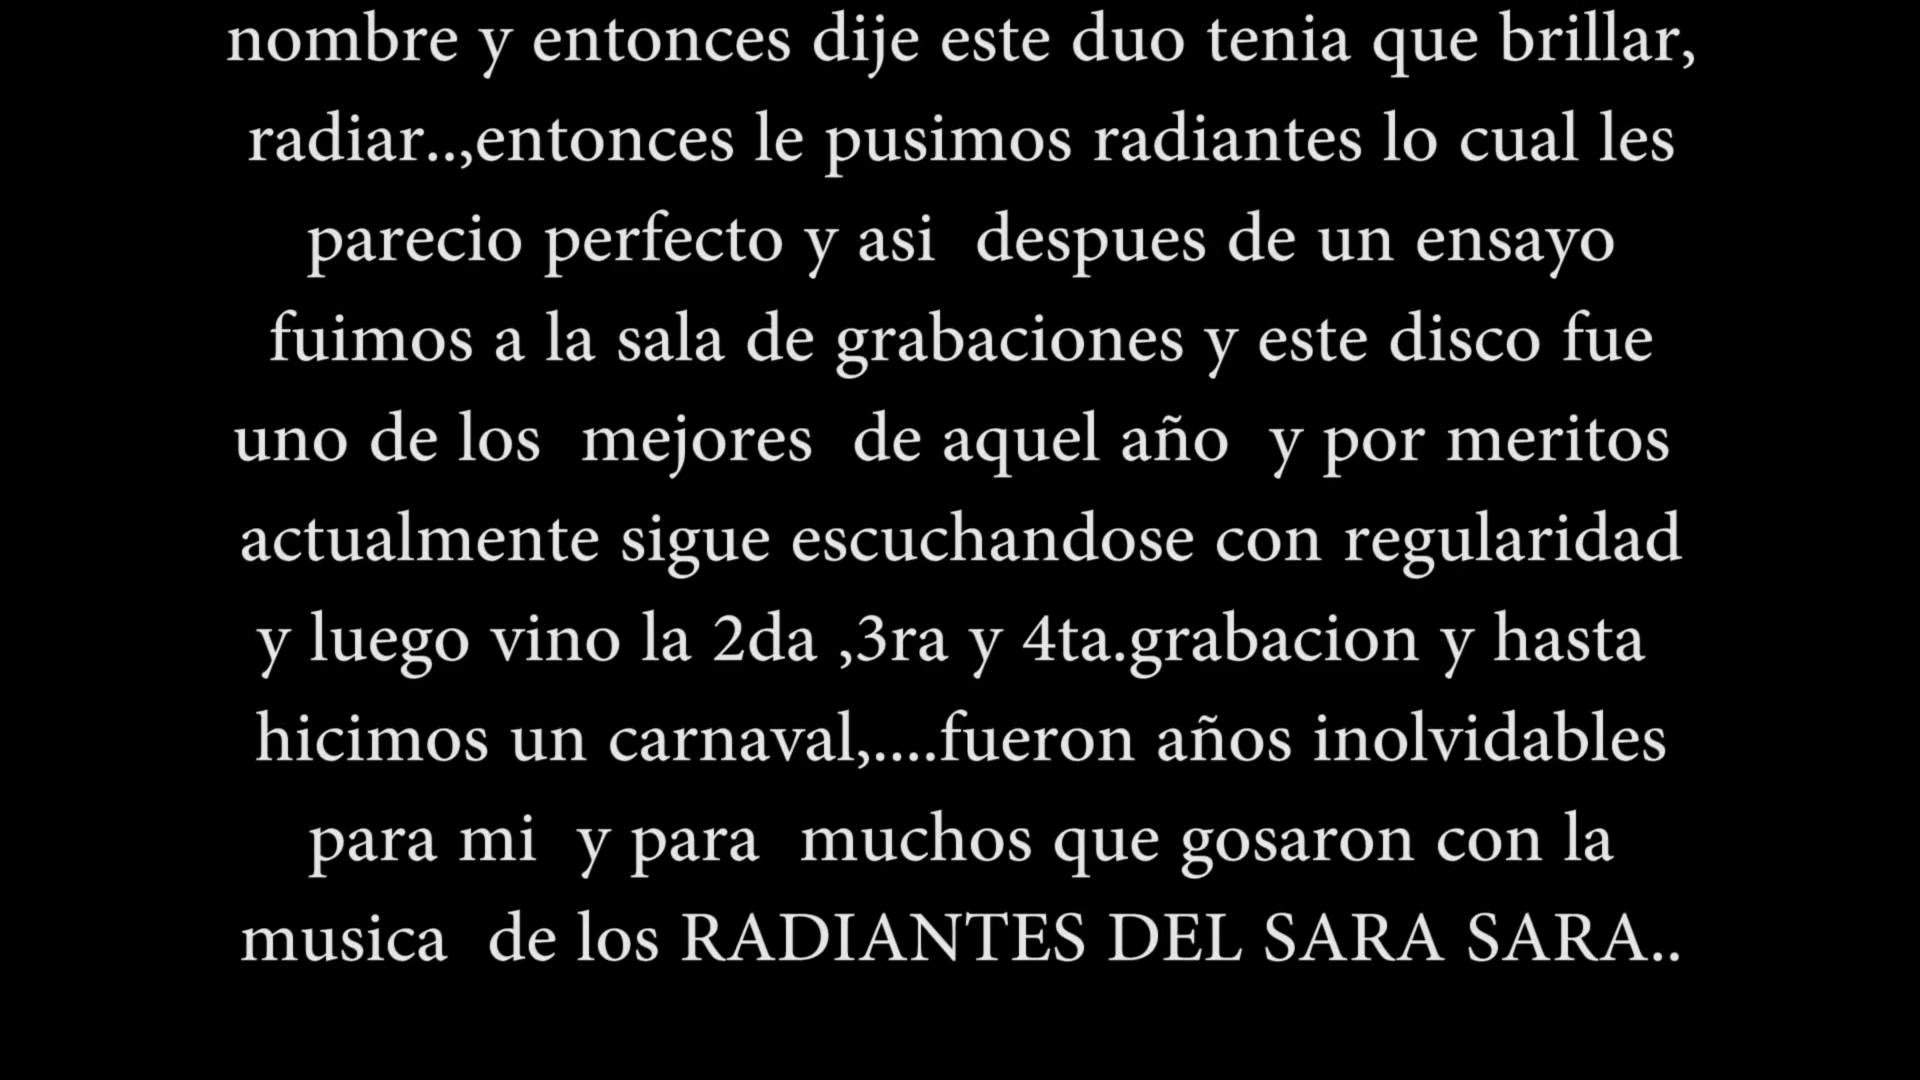 nombre y entonces dije este duo tenia que brillar,
radiar..,entonces le pusimos radiantes lo cual les
parecio perfecto y asi  despues de un ensayo
fuimos a la sala de grabaciones y este disco fue
uno de los  mejores  de aquel año  y por meritos
actualmente sigue escuchandose con regularidad
y luego vino la 2da ,3ra y 4ta.grabacion y hasta
hicimos un carnaval,....fueron años inolvidables
para mi  y para  muchos que gosaron con la
musica  de los RADIANTES DEL SARA SARA..